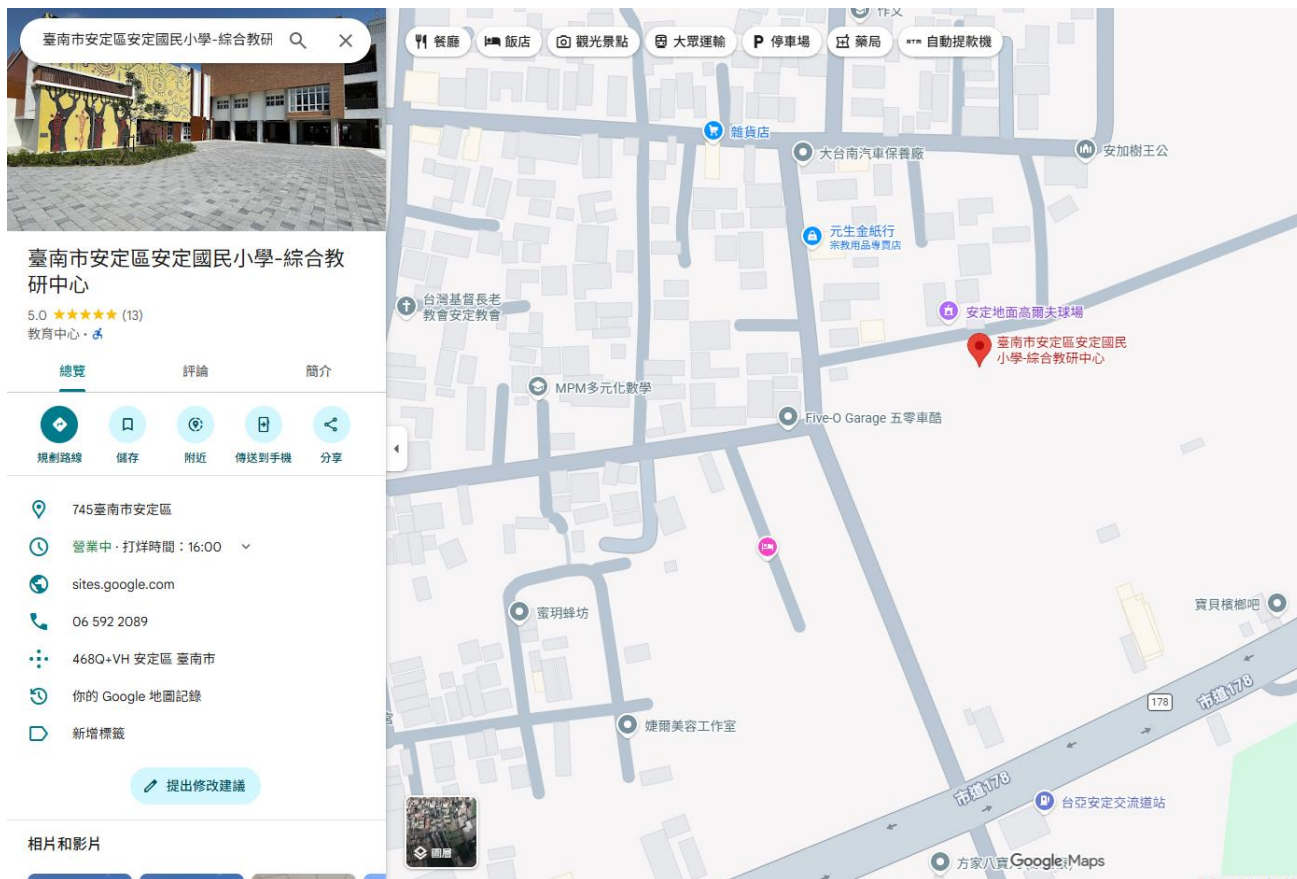 臺南市安定區安定國民小學-綜合教研
臺南市安定區安定國民小學-綜合教
研中心
5.0 ★★★★★ (13)
教育中心·
總覽
評論
簡介
規劃路線
儲存
附近
傳送到手機
分享
745臺南市安定區
營業中·打烊時間：16:00
sites.google.com
06 592 2089
468Q+VH 安定區 臺南市
你的 Google 地圖記錄
新增標籤
提出修改建議
相片和影片
餐廳
飯店
觀光景點
大眾運輸
P 停車場
藥局
ATM 自動提款機
作文
雜貨店
大台南汽車保養廠
安加樹王公
元生金紙行
宗教用品專賣店
台灣基督長老
教會安定教會
安定地面高爾夫球場
臺南市安定區安定國民
小學-綜合教研中心
MPM多元化數學
Five-O Garage 五零車酷
蜜玥蜂坊
寶貝檳榔吧
178
市道178
婕爾美容工作室
市道178
台亞安定交流道站
圖層
方家八寶
Google Maps